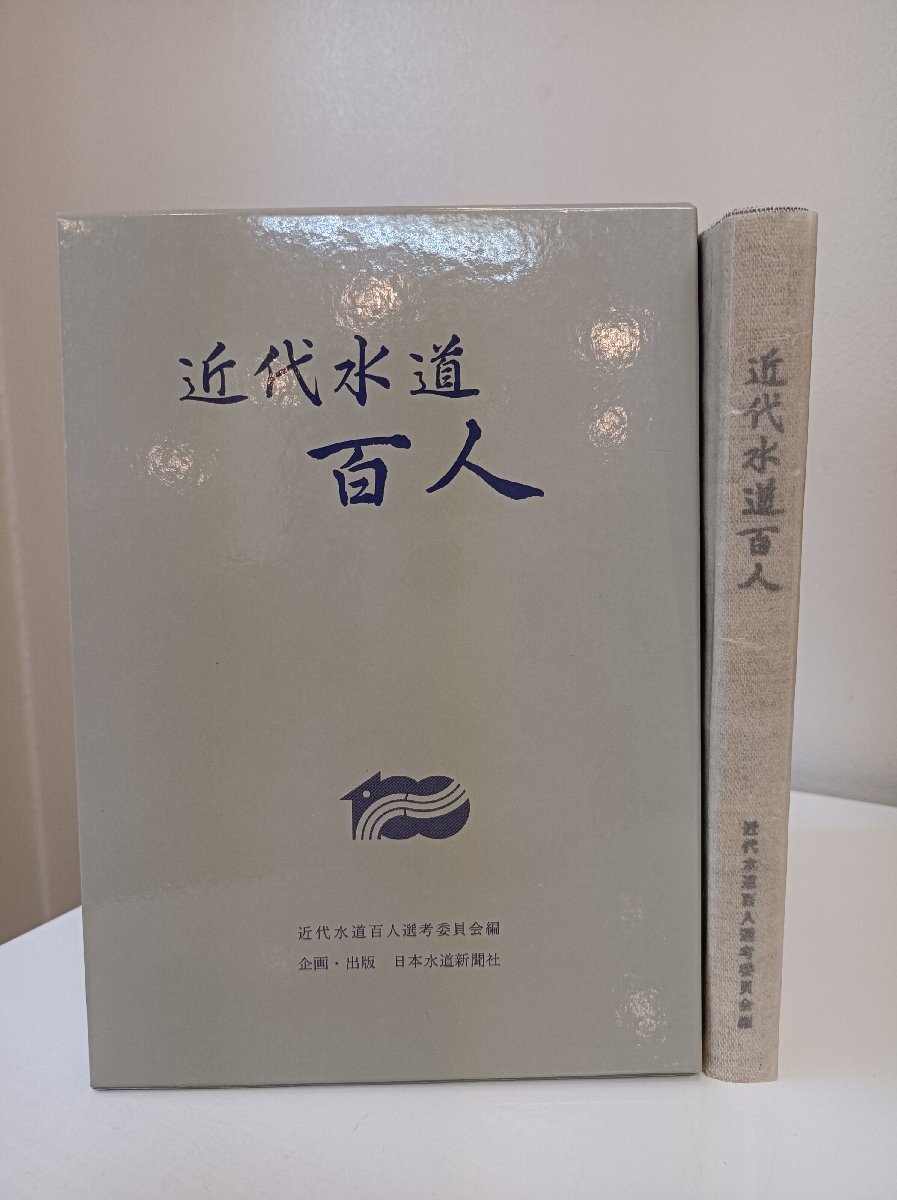 近代水道
百人
近代水道百人選考委員会編
企画・出版 日本水道新聞社
近代水道百人
近代水道百人選考委員会編